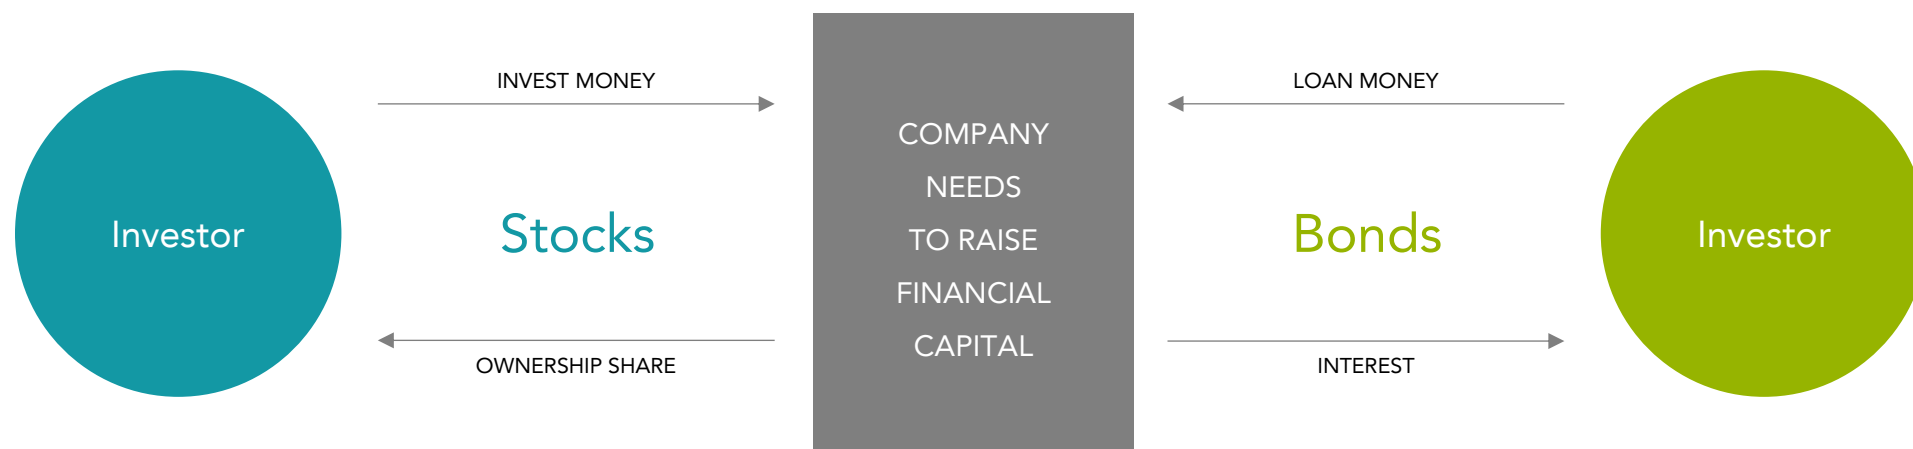 Investor
INVEST MONEY
Stocks
OWNERSHIP SHARE
COMPANY
NEEDS
TO RAISE
FINANCIAL
CAPITAL
LOAN MONEY
Bonds
INTEREST
Investor